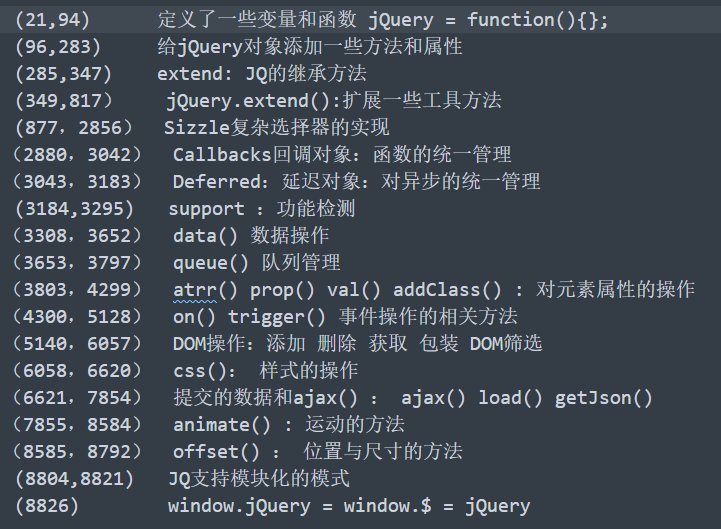 (21,94)      定义了一些变量和函数 jQuery = function(){};
(96,283)     给jQuery对象添加一些方法和属性
(285,347)    extend: JQ的继承方法
(349,817）    jQuery.extend():扩展一些工具方法
(877, 2856）  Sizzle复杂选择器的实现
（2880, 3042）  Callbacks回调对象：函数的统一管理
（3043, 3183）  Deferred：延迟对象：对异步的统一管理
(3184,3295)   support ：功能检测
（3308, 3652）  data() 数据操作
（3653, 3797）  queue() 队列管理
（3803, 4299）  atrr() prop() val() addClass() : 对元素属性的操作
（4300, 5128）  on() trigger() 事件操作的相关方法
（5140, 6057）  DOM操作：添加 删除 获取 包装 DOM筛选
（6058, 6620）  css()： 样式的操作
（6621, 7854）  提交的数据和ajax() ： ajax() load() getJson()
（7855, 8584）  animate() : 运动的方法
（8585, 8792）  offset() ： 位置与尺寸的方法
(8804,8821)   JQ支持模块化的模式
(8826)        window.jQuery = window.$ = jQuery